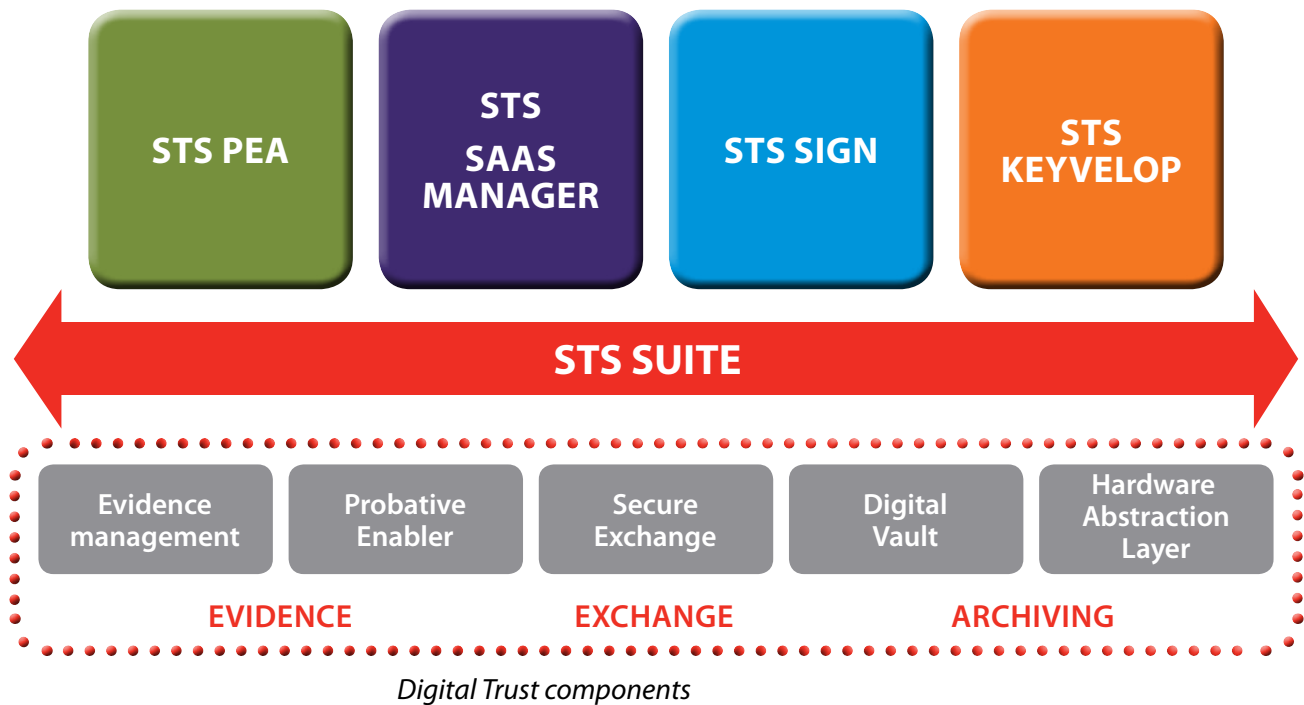 STS PEA
STS
SAAS
MANAGER
STS SIGN
STS
KEYVELOP
STS SUITE
Evidence
management
Probative
Enabler
Secure
Exchange
Digital
Vault
Hardware
Abstraction
Layer
EVIDENCE
EXCHANGE
ARCHIVING
Digital Trust components